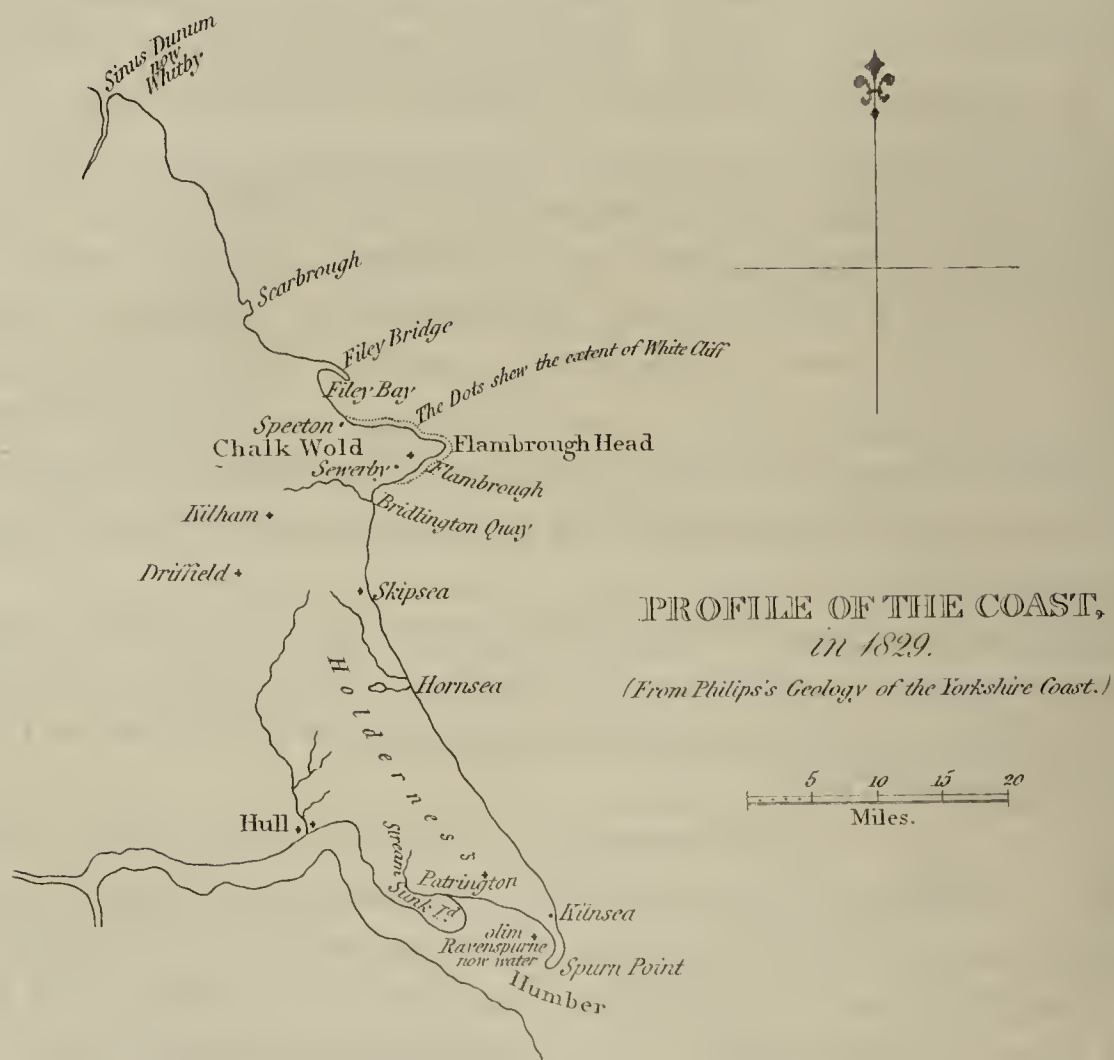 Sinus Dunum
now
Whitby.
Scarbrough
Filey Bridge
Filey Bay
The Dots shew the extent of White Cliff
Speeton
Chalk Wold
Flambrough Head
Sewerby
Flambrough
Bridlington Quay
Kilham
Driffield
Skipsea
PROFILE OF THE COAST,
in 1829.
(From Philips's Geology of the Yorkshire Coast.)
Holderness
Hornsea
5 10 15 20
Miles.
Hull
Stream
Patrington
Sunk Id
Kilnsea
olim
Ravenspurne
now water
Spurn Point
Humber